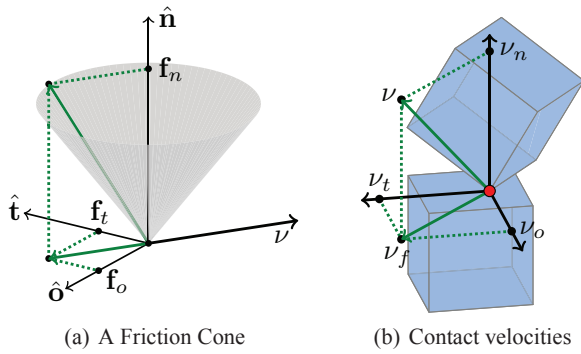 n̂
f_n
t̂
f_t
ô
f_o
ν
(a) A Friction Cone
ν_n
ν
ν_t
ν_f
ν_o
(b) Contact velocities